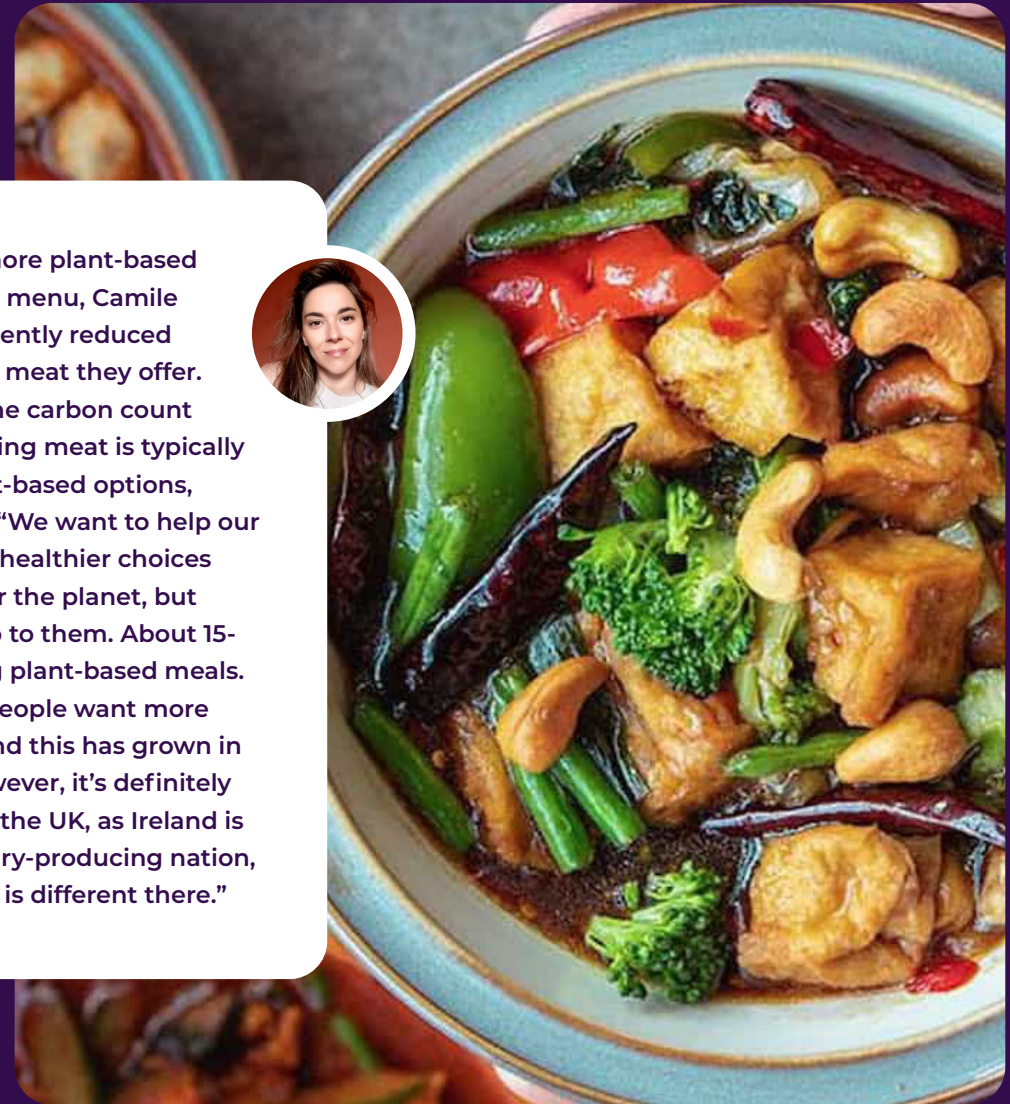 ore plant-based
menu, Camile
ently reduced
meat they offer.
ne carbon count
ing meat is typically
t-based options,
“We want to help our
healthier choices
r the planet, but
to them. About 15-
plant-based meals.
eople want more
nd this has grown in
vever, it’s definitely
the UK, as Ireland is
ry-producing nation,
is different there.”